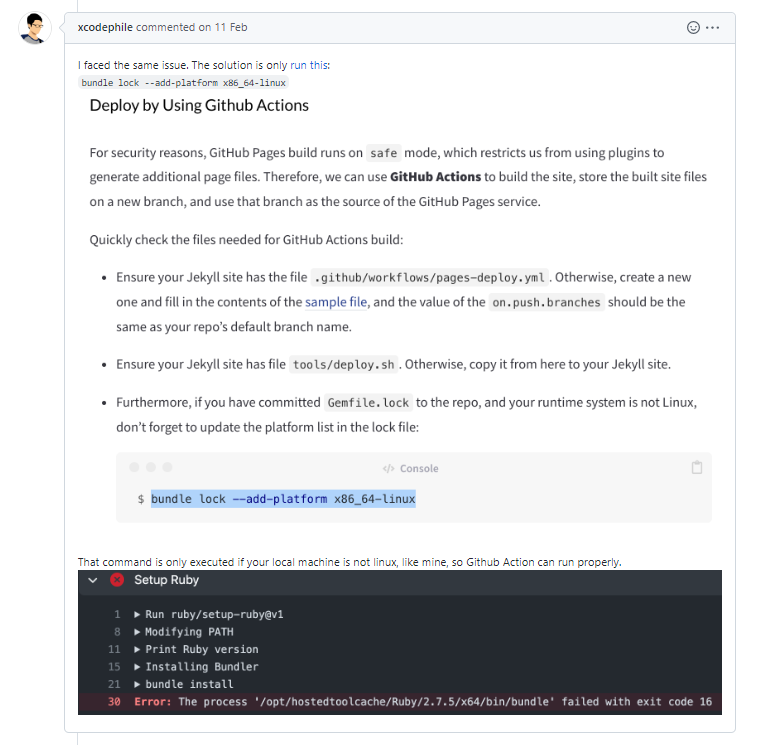 xcodephile commented on 11 Feb
I faced the same issue. The solution is only run this:
bundle lock --add-platform x86_64-linux
Deploy by Using Github Actions
For security reasons, GitHub Pages build runs on safe mode, which restricts us from using plugins to
generate additional page files. Therefore, we can use GitHub Actions to build the site, store the built site files
on a new branch, and use that branch as the source of the GitHub Pages service.
Quickly check the files needed for GitHub Actions build:
• Ensure your Jekyll site has the file .github/workflows/pages-deploy.yml. Otherwise, create a new
one and fill in the contents of the sample file, and the value of the on.push.branches should be the
same as your repo's default branch name.
• Ensure your Jekyll site has file tools/deploy.sh. Otherwise, copy it from here to your Jekyll site.
• Furthermore, if you have committed Gemfile.lock to the repo, and your runtime system is not Linux,
don't forget to update the platform list in the lock file:
</> Console
$ bundle lock --add-platform x86_64-linux
That command is only executed if your local machine is not linux, like mine, so Github Action can run properly.
Setup Ruby
1 ▶ Run ruby/setup-ruby@v1
8 ▶ Modifying PATH
11 ▶ Print Ruby version
15 ▶ Installing Bundler
21 ▶ bundle install
30 Error: The process '/opt/hostedtoolcache/Ruby/2.7.5/x64/bin/bundle' failed with exit code 16